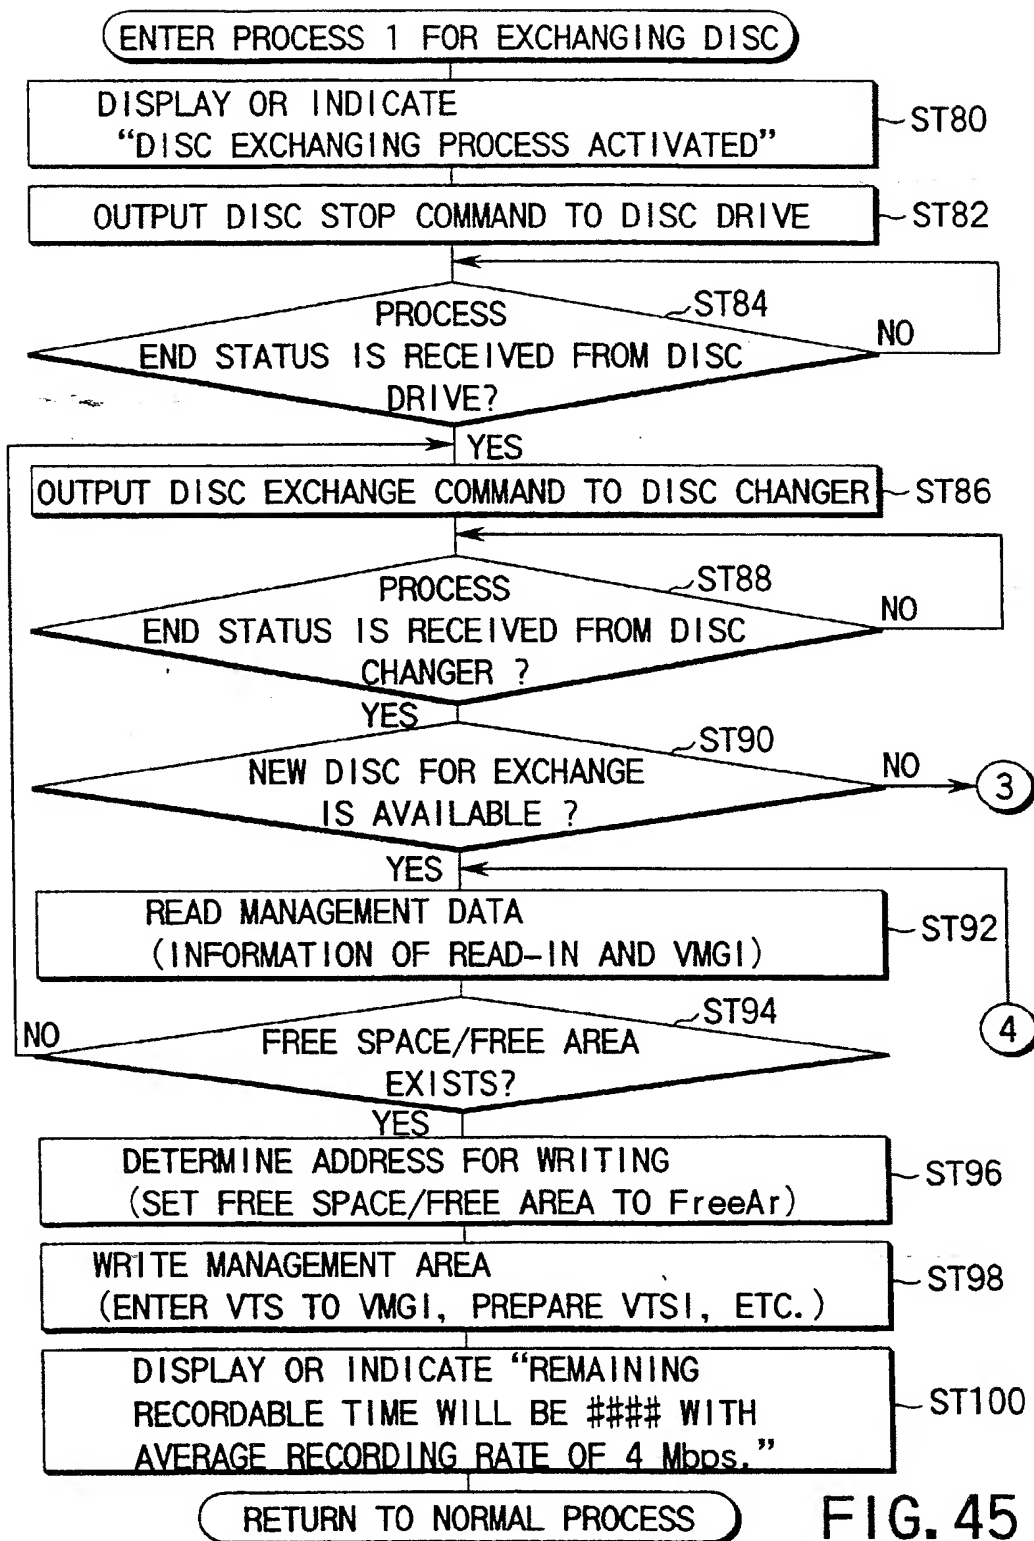 ENTER PROCESS 1 FOR EXCHANGING DISC
DISPLAY OR INDICATE
“DISC EXCHANGING PROCESS ACTIVATED”
ST80
OUTPUT DISC STOP COMMAND TO DISC DRIVE
ST82
ST84
PROCESS
END STATUS IS RECEIVED FROM DISC
DRIVE?
NO
YES
OUTPUT DISC EXCHANGE COMMAND TO DISC CHANGER
ST86
ST88
PROCESS
END STATUS IS RECEIVED FROM DISC
CHANGER ?
NO
YES
ST90
NEW DISC FOR EXCHANGE
IS AVAILABLE ?
NO
3
YES
READ MANAGEMENT DATA
(INFORMATION OF READ-IN AND VMGI)
ST92
ST94
4
NO
FREE SPACE/FREE AREA
EXISTS?
YES
DETERMINE ADDRESS FOR WRITING
(SET FREE SPACE/FREE AREA TO FreeAr)
ST96
WRITE MANAGEMENT AREA
(ENTER VTS TO VMGI, PREPARE VTSI, ETC.)
ST98
DISPLAY OR INDICATE “REMAINING
RECORDABLE TIME WILL BE #### WITH
AVERAGE RECORDING RATE OF 4 Mbps.”
ST100
RETURN TO NORMAL PROCESS
FIG. 45